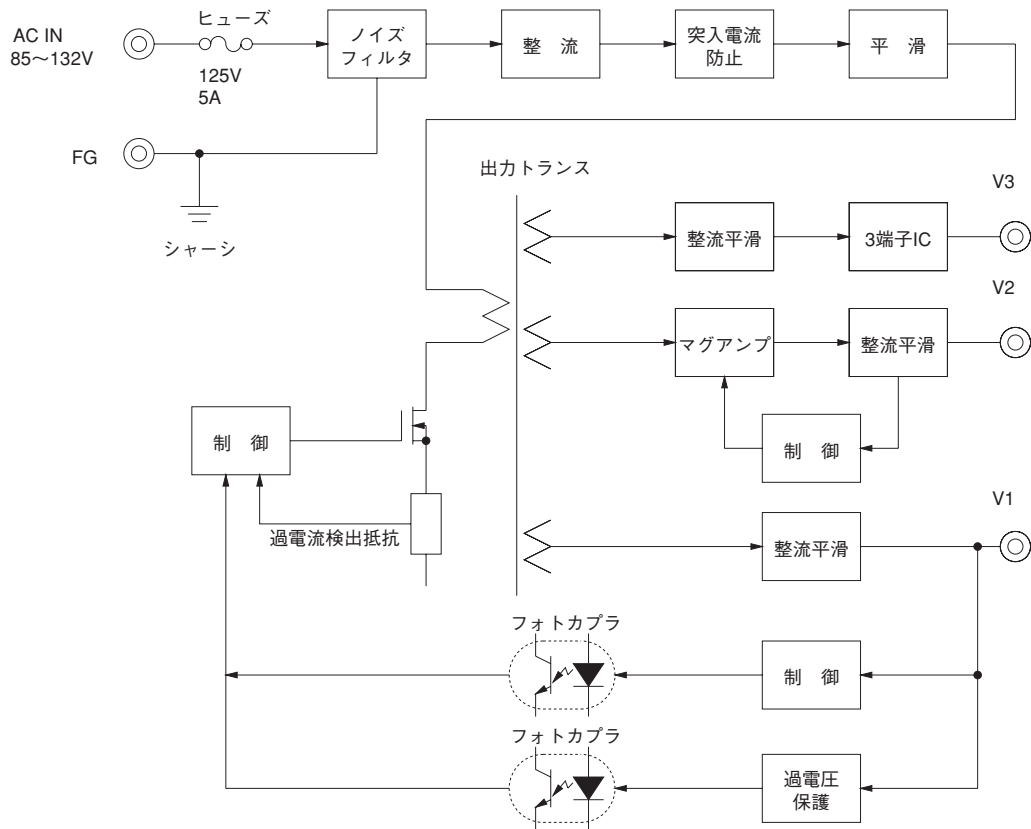 AC IN
85〜132V
ヒューズ
125V
5A
ノイズ
フィルタ
整 流
突入電流
防止
平 滑
FG
シャーシ
出力トランス
V3
整流平滑
3端子IC
V2
マグアンプ
整流平滑
制 御
制 御
過電流検出抵抗
V1
整流平滑
フォトカプラ
制 御
フォトカプラ
過電圧
保護